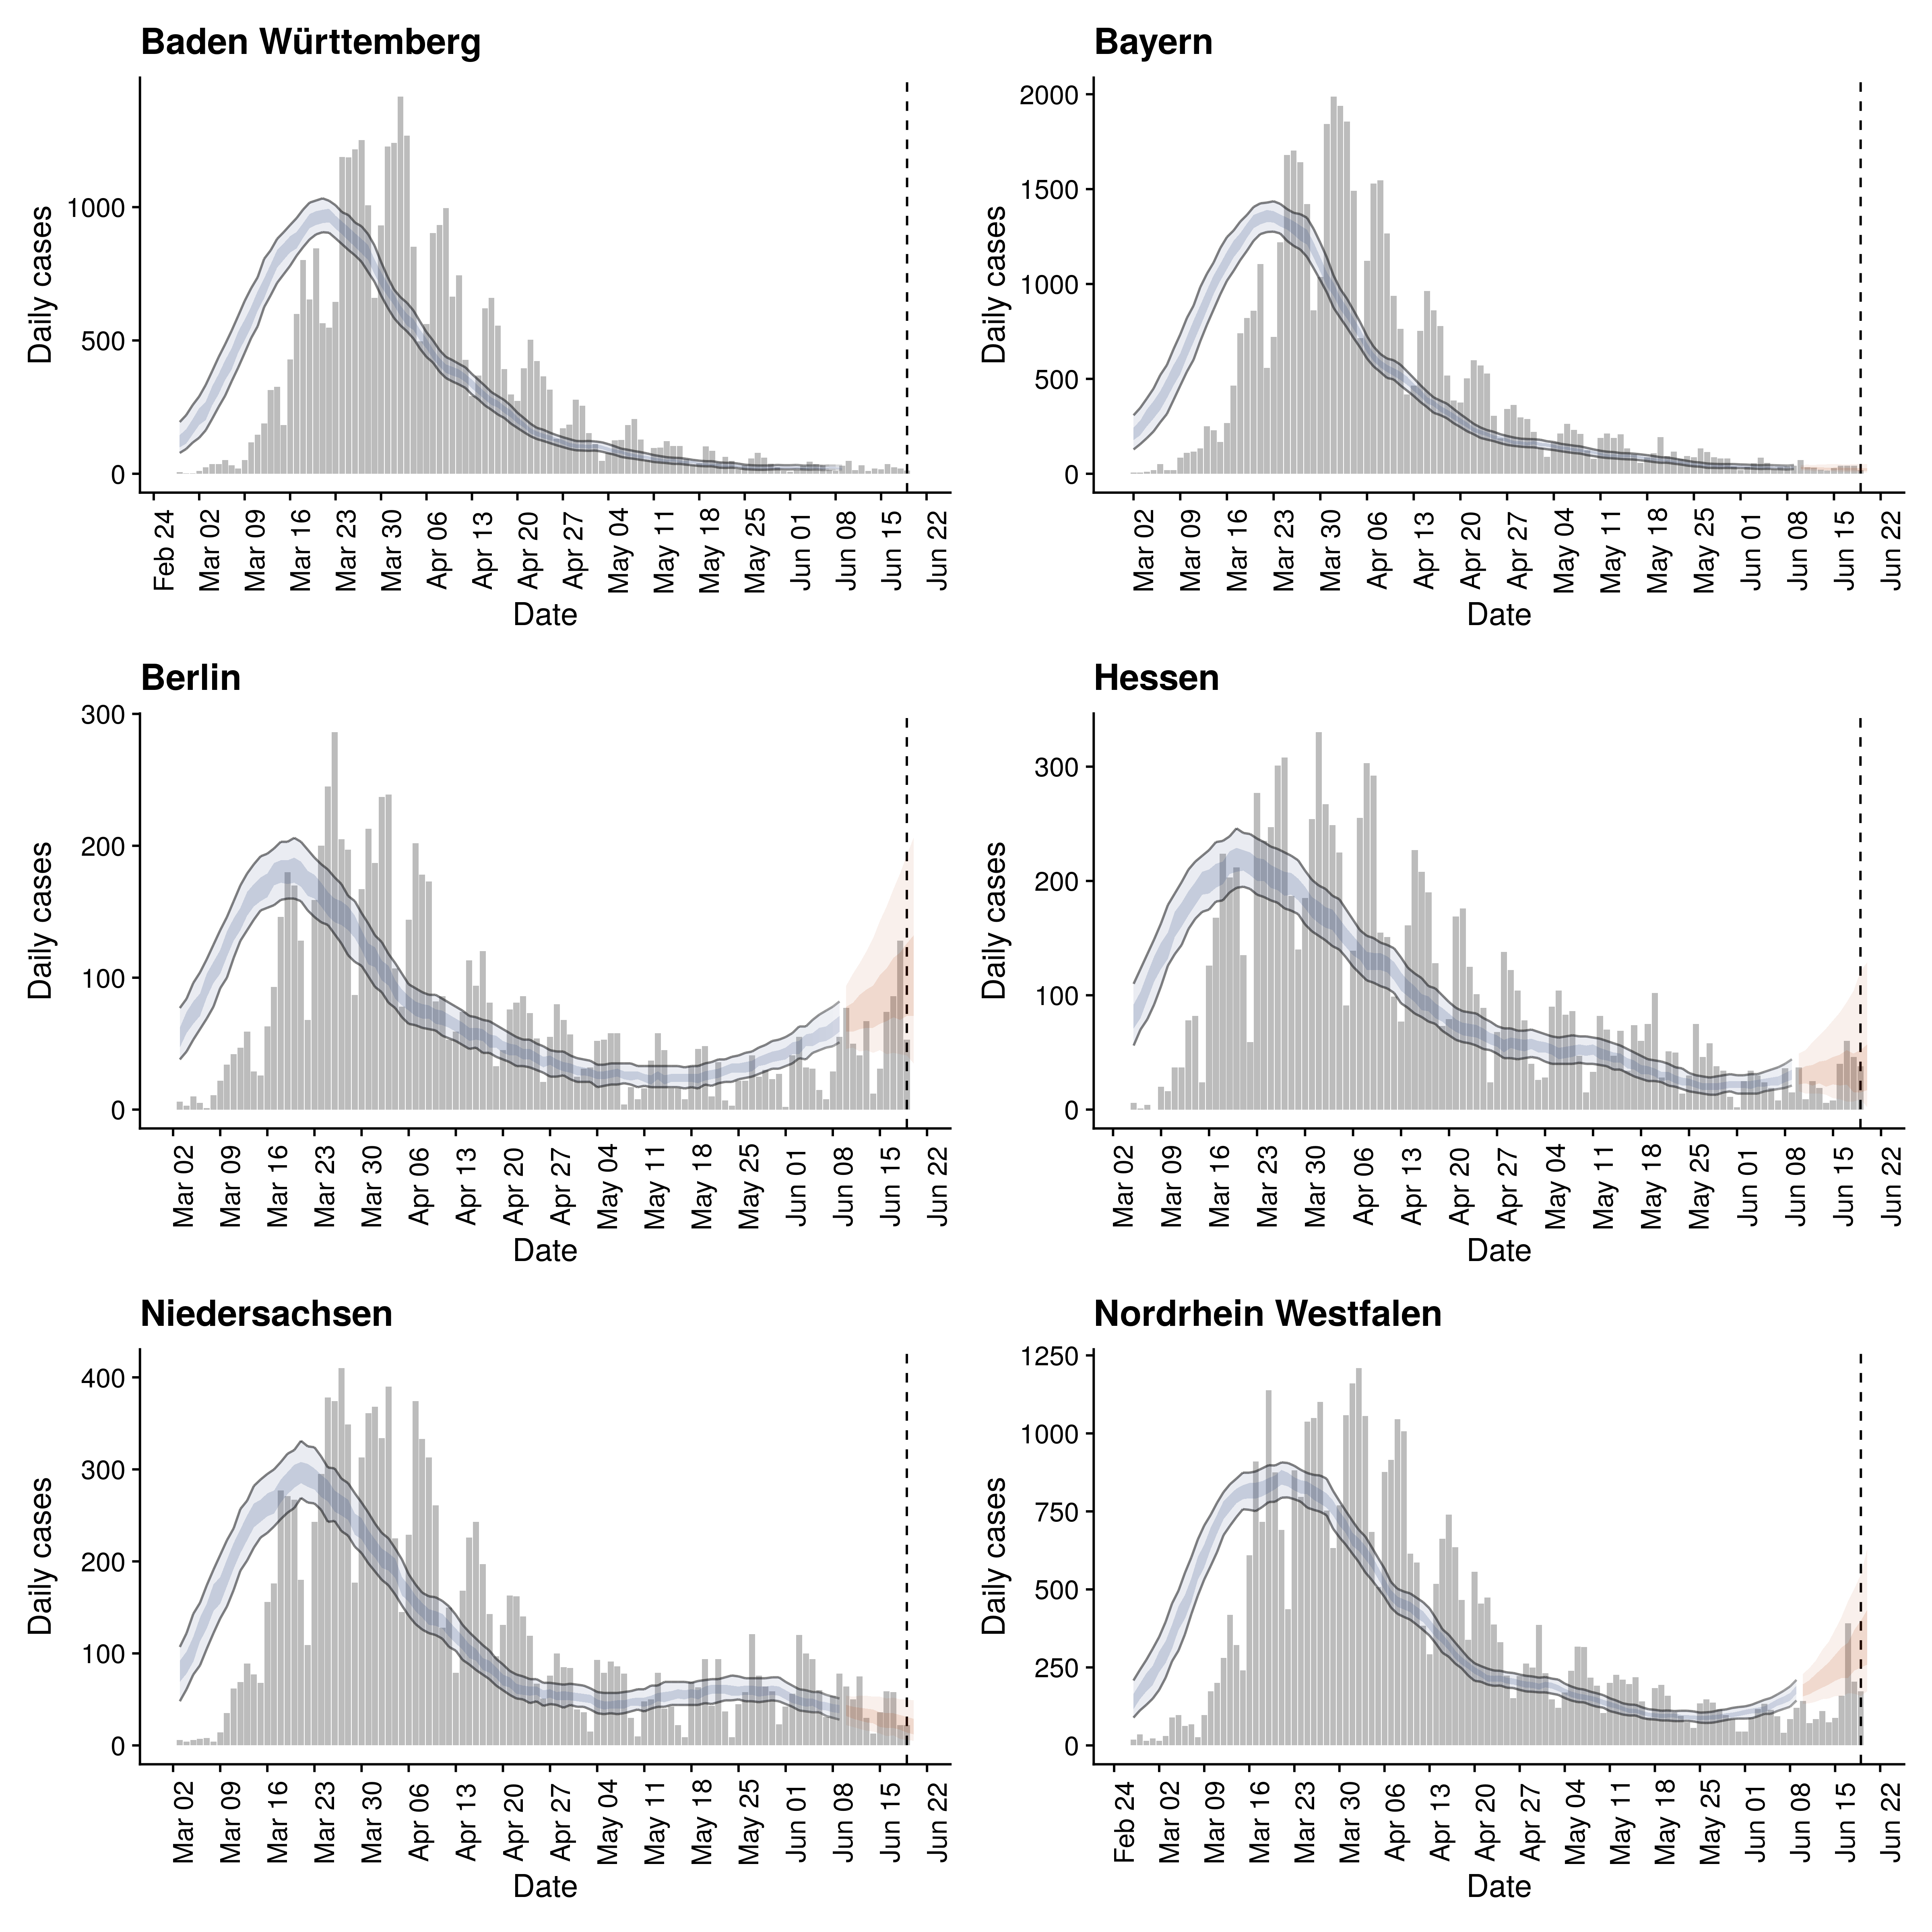 Baden Württemberg
Daily cases
1000
500
0
Feb 24
Mar 02
Mar 09
Mar 16
Mar 23
Mar 30
Apr 06
Apr 13
Apr 20
Apr 27
May 04
May 11
May 18
May 25
Jun 01
Jun 08
Jun 15
Jun 22
Date
Bayern
Daily cases
2000
1500
1000
500
0
Mar 02
Mar 09
Mar 16
Mar 23
Mar 30
Apr 06
Apr 13
Apr 20
Apr 27
May 04
May 11
May 18
May 25
Jun 01
Jun 08
Jun 15
Jun 22
Date
Berlin
Daily cases
300
200
100
0
Mar 02
Mar 09
Mar 16
Mar 23
Mar 30
Apr 06
Apr 13
Apr 20
Apr 27
May 04
May 11
May 18
May 25
Jun 01
Jun 08
Jun 15
Jun 22
Date
Hessen
Daily cases
300
200
100
0
Mar 02
Mar 09
Mar 16
Mar 23
Mar 30
Apr 06
Apr 13
Apr 20
Apr 27
May 04
May 11
May 18
May 25
Jun 01
Jun 08
Jun 15
Jun 22
Date
Niedersachsen
Daily cases
400
300
200
100
0
Mar 02
Mar 09
Mar 16
Mar 23
Mar 30
Apr 06
Apr 13
Apr 20
Apr 27
May 04
May 11
May 18
May 25
Jun 01
Jun 08
Jun 15
Jun 22
Date
Nordrhein Westfalen
Daily cases
1250
1000
750
500
250
0
Feb 24
Mar 02
Mar 09
Mar 16
Mar 23
Mar 30
Apr 06
Apr 13
Apr 20
Apr 27
May 04
May 11
May 18
May 25
Jun 01
Jun 08
Jun 15
Jun 22
Date